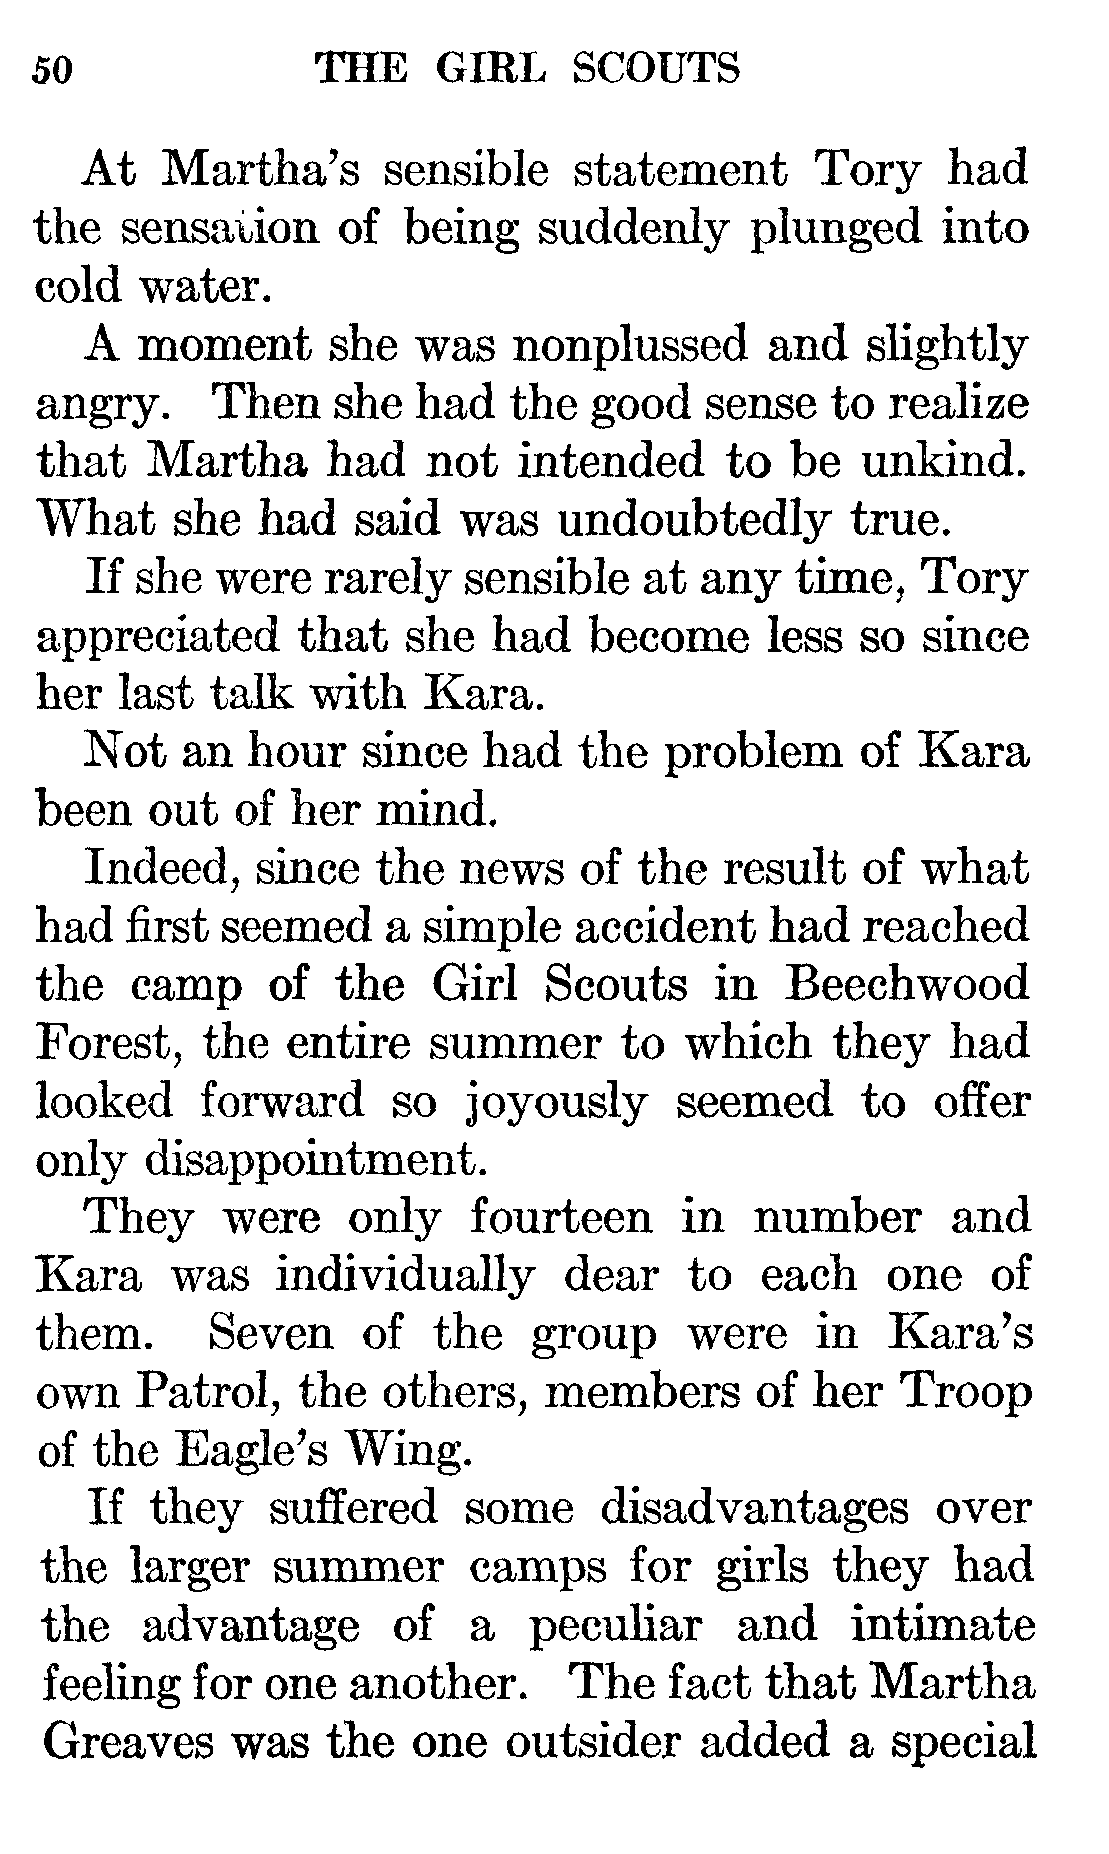 50 THE GIRL SCOUTS
At Martha's sensible statement Tory had
the sensation of being suddenly plunged into
cold water.
A moment she was nonplussed and slightly
angry. Then she had the good sense to realize
that Martha had not intended to be unkind.
What she had said was undoubtedly true.
If she were rarely sensible at any time, Tory
appreciated that she had become less so since
her last talk with Kara.
Not an hour since had the problem of Kara
been out of her mind.
Indeed, since the news of the result of what
had first seemed a simple accident had reached
the camp of the Girl Scouts in Beechwood
Forest, the entire summer to which they had
looked forward so joyously seemed to offer
only disappointment.
They were only fourteen in number and
Kara was individually dear to each one of
them. Seven of the group were in Kara's
own Patrol, the others, members of her Troop
of the Eagle's Wing.
If they suffered some disadvantages over
the larger summer camps for girls they had
the advantage of a peculiar and intimate
feeling for one another. The fact that Martha
Greaves was the one outsider added a special